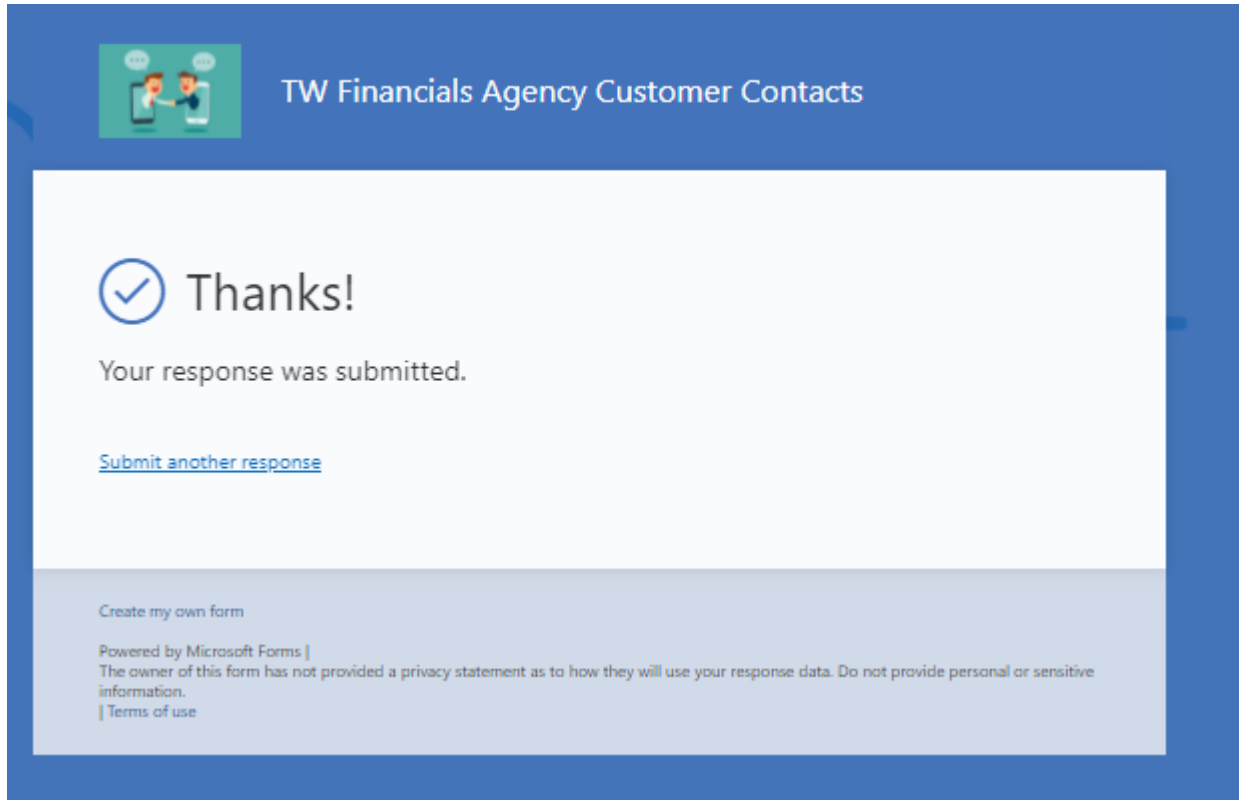 TW Financials Agency Customer Contacts
Thanks!
Your response was submitted.
Submit another response
Create my own form
Powered by Microsoft Forms |
The owner of this form has not provided a privacy statement as to how they will use your response data. Do not provide personal or sensitive
information.
| Terms of use